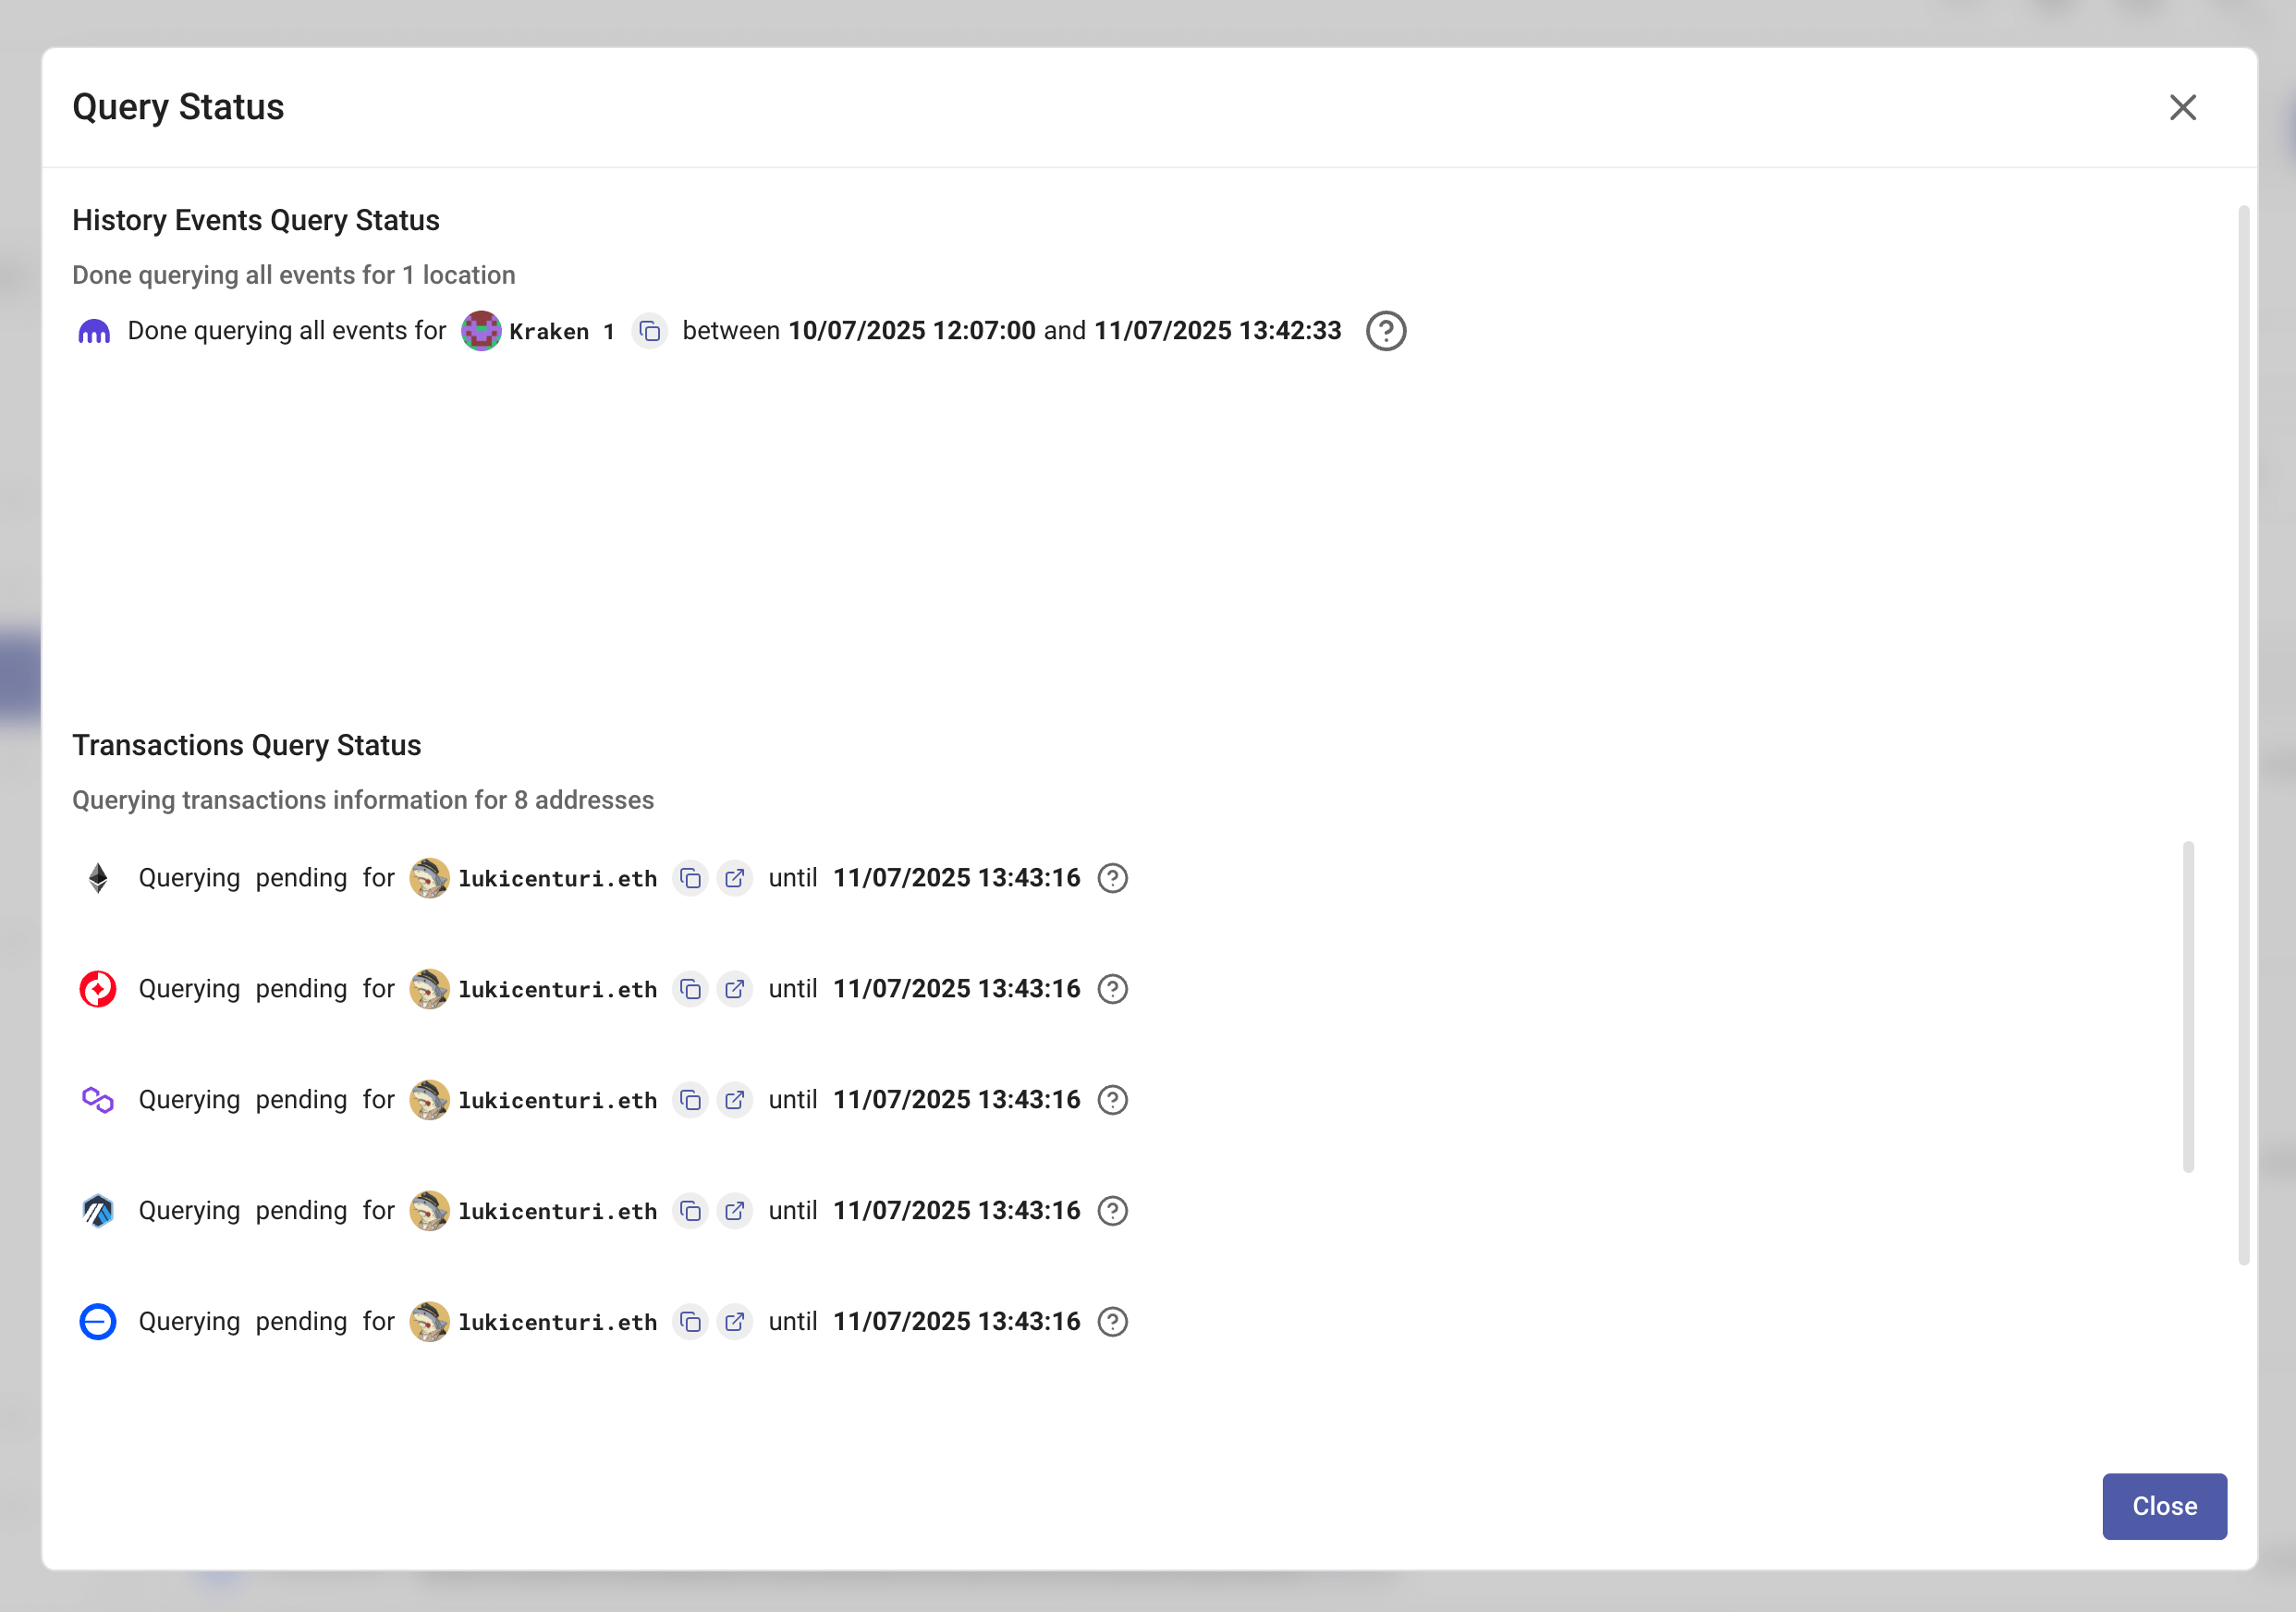 Query Status
History Events Query Status
Done querying all events for 1 location
Done querying all events for Kraken 1 between 10/07/2025 12:07:00 and 11/07/2025 13:42:33
Transactions Query Status
Querying transactions information for 8 addresses
Querying pending for lukicenturi.eth until 11/07/2025 13:43:16
Querying pending for lukicenturi.eth until 11/07/2025 13:43:16
Querying pending for lukicenturi.eth until 11/07/2025 13:43:16
Querying pending for lukicenturi.eth until 11/07/2025 13:43:16
Querying pending for lukicenturi.eth until 11/07/2025 13:43:16
Close